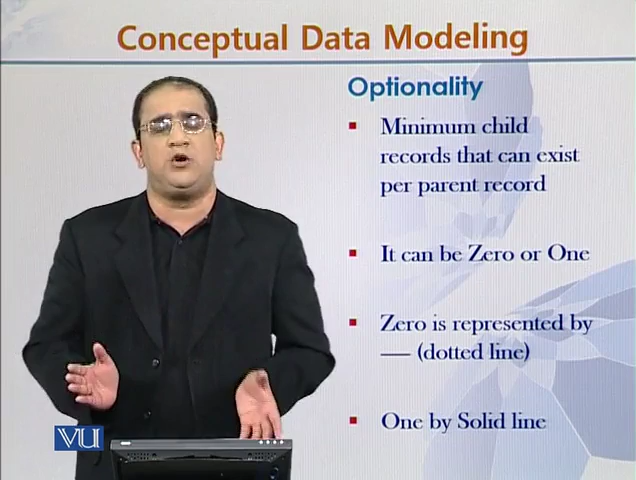 Conceptual Data Modeling
Optionality
Minimum child
records that can exist
per parent record
It can be Zero or One
Zero is represented by
— (dotted line)
One by Solid line
VU